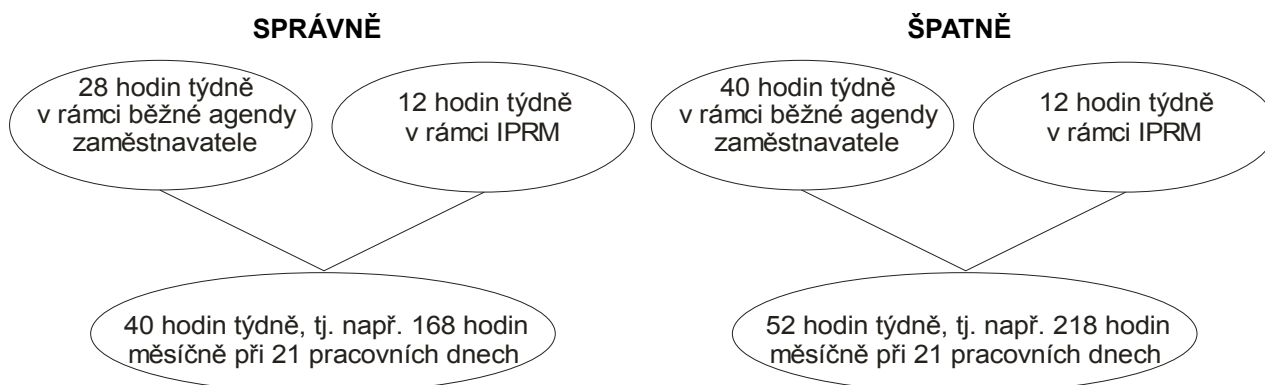 SPRÁVNĚ
28 hodin týdně
v rámci běžné agendy
zaměstnavatele
12 hodin týdně
v rámci IPRM
40 hodin týdně, tj. např. 168 hodin
měsíčně při 21 pracovních dnech
ŠPATNĚ
40 hodin týdně
v rámci běžné agendy
zaměstnavatele
12 hodin týdně
v rámci IPRM
52 hodin týdně, tj. např. 218 hodin
měsíčně při 21 pracovních dnech